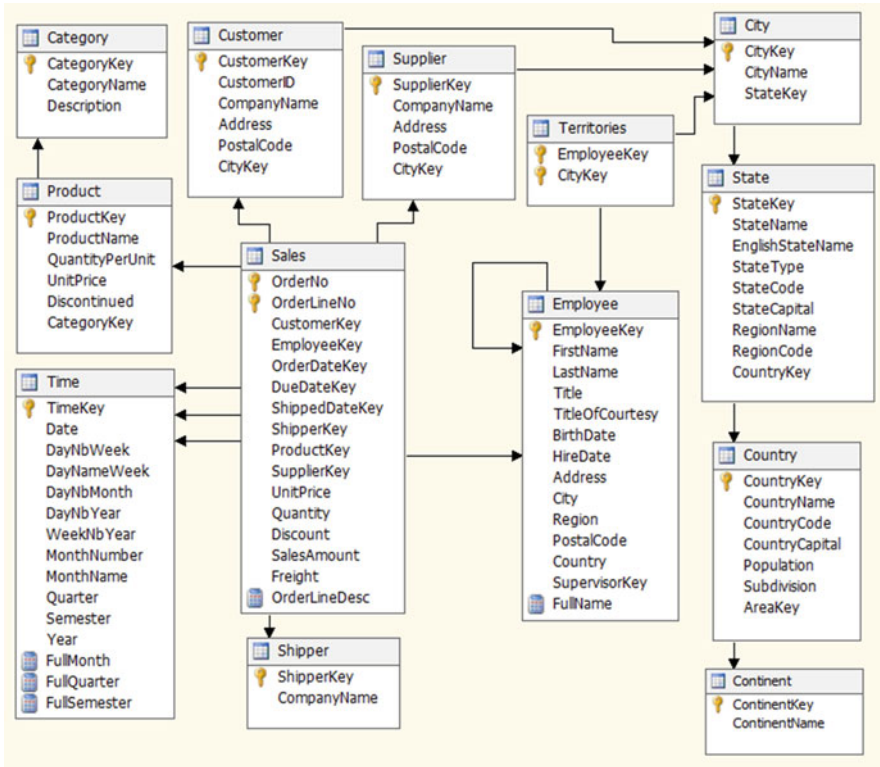 Category
CategoryKey
CategoryName
Description
Customer
CustomerKey
CustomerID
CompanyName
Address
PostalCode
CityKey
Supplier
SupplierKey
CompanyName
Address
PostalCode
CityKey
City
CityKey
CityName
StateKey
Territories
EmployeeKey
CityKey
Product
ProductKey
ProductName
QuantityPerUnit
UnitPrice
Discontinued
CategoryKey
Sales
OrderNo
OrderLineNo
CustomerKey
EmployeeKey
OrderDateKey
DueDateKey
ShippedDateKey
ShipperKey
ProductKey
SupplierKey
UnitPrice
Quantity
Discount
SalesAmount
Freight
OrderLineDesc
Employee
EmployeeKey
FirstName
LastName
Title
TitleOfCourtesy
BirthDate
HireDate
Address
City
Region
PostalCode
Country
SupervisorKey
FullName
State
StateKey
StateName
EnglishStateName
StateType
StateCode
StateCapital
RegionName
RegionCode
CountryKey
Time
TimeKey
Date
DayNbWeek
DayNameWeek
DayNbMonth
DayNbYear
WeekNbYear
MonthNumber
MonthName
Quarter
Semester
Year
FullMonth
FullQuarter
FullSemester
Shipper
ShipperKey
CompanyName
Country
CountryKey
CountryName
CountryCode
CountryCapital
Population
Subdivision
AreaKey
Continent
ContinentKey
ContinentName